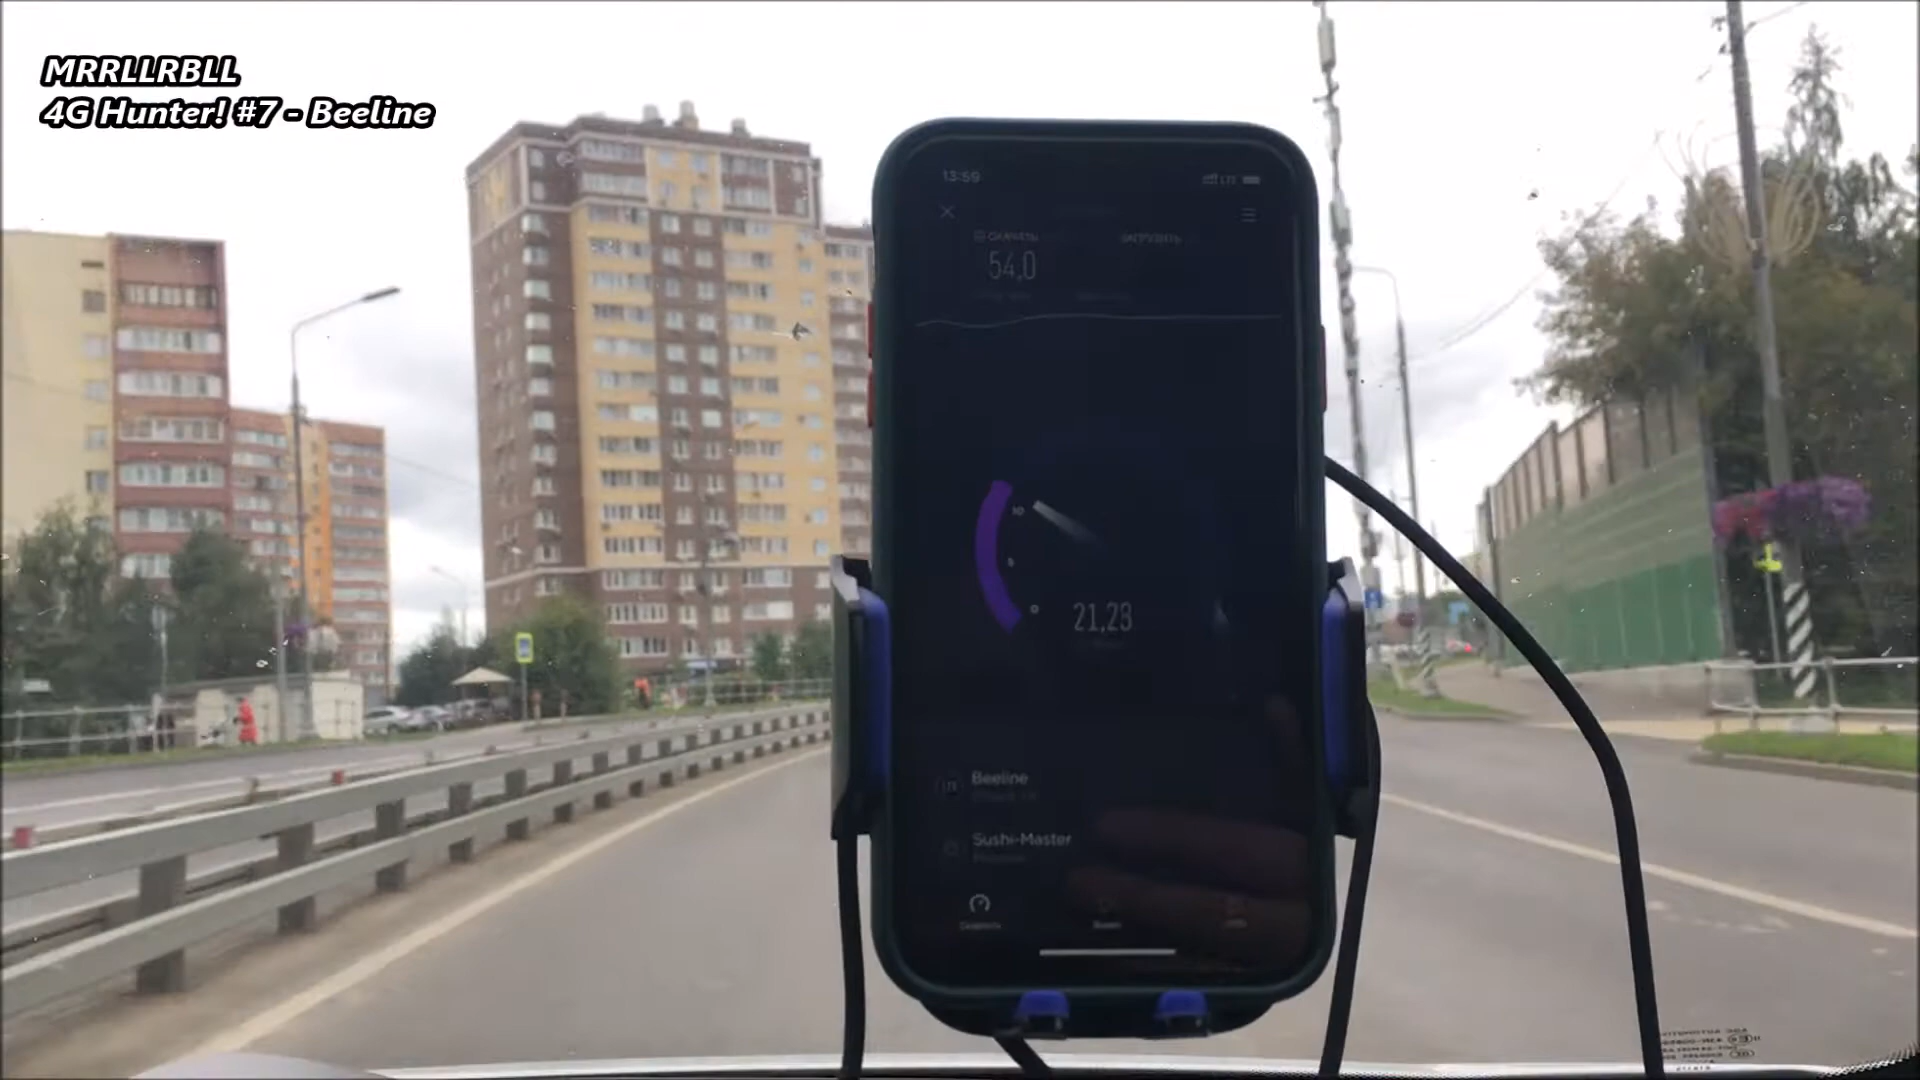 MRRLLRBLL
4G Hunter! #7 - Beeline
13:59
LTE
СКАЧАТЬ
ЗАГРУЗИТЬ
54,0
10
5
0
21,23
Beeline
Sushi-Master